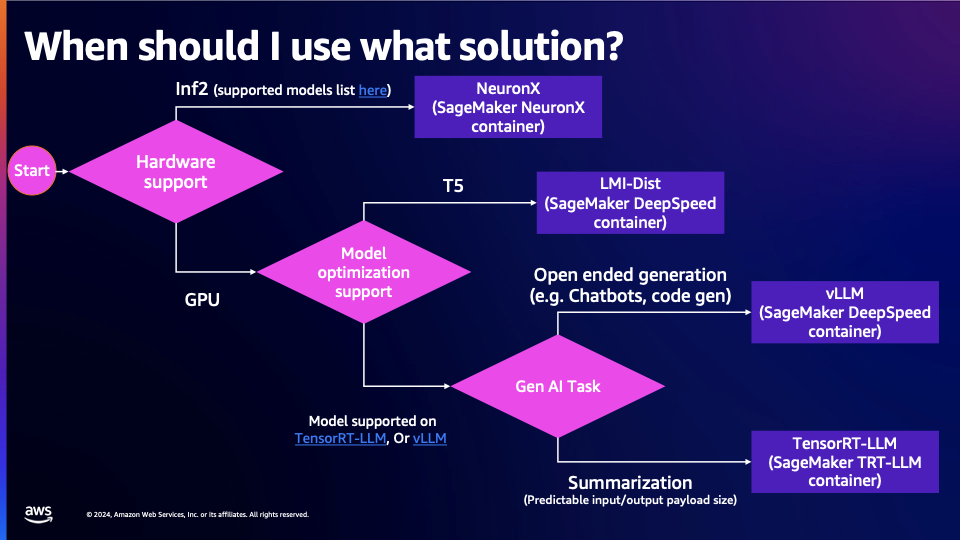 When should I use what solution?
Inf2 (supported models list here)
NeuronX
(SageMaker NeuronX
container)
Start
Hardware
support
T5
LMI-Dist
(SageMaker DeepSpeed
container)
Model
optimization
support
GPU
Open ended generation
(e.g. Chatbots, code gen)
vLLM
(SageMaker DeepSpeed
container)
Gen AI Task
Model supported on
TensorRT-LLM, Or vLLM
TensorRT-LLM
(SageMaker TRT-LLM
container)
Summarization
(Predictable input/output payload size)
aws
© 2024, Amazon Web Services, Inc. or its affiliates. All rights reserved.